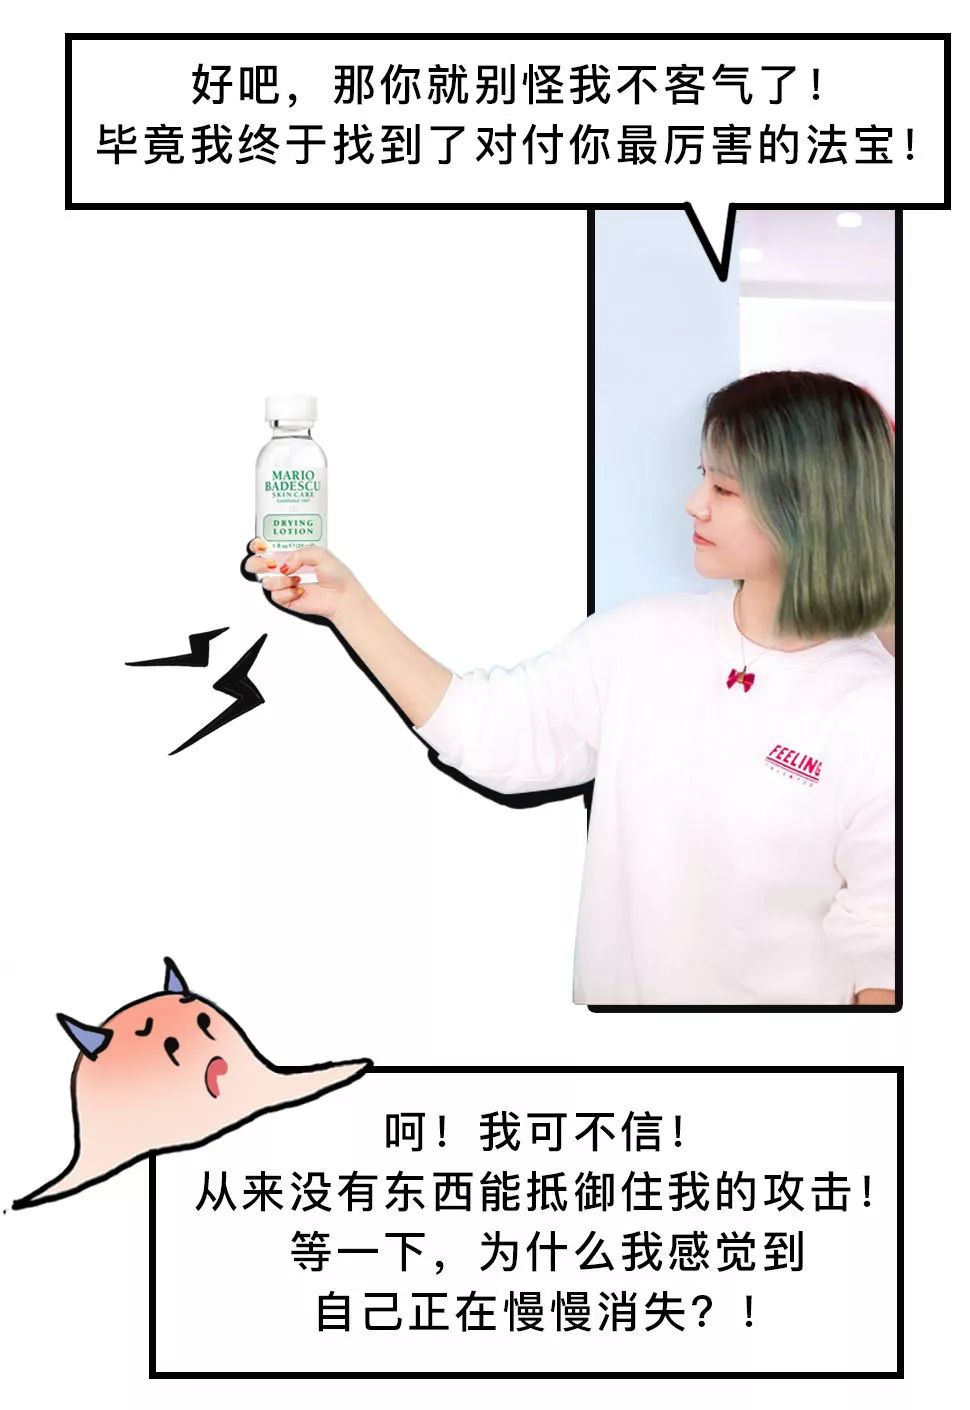 好吧，那你就别怪我不客气了！
毕竟我终于找到了对付你最厉害的法宝！
MARIO
BADESCU
SKIN CARE
Established 1967
DRYING
LOTION
FEELING
呵！我可不信！
从来没有东西能抵御住我的攻击！
等一下，为什么我感觉到
自己正在慢慢消失？！